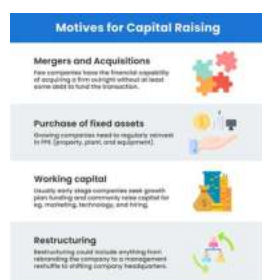 Motives for Capital Raising
Mergers and Acquisitions
Few companies have the financial capability
of acquiring a firm outright without at least
some debt to fund the transaction.
Purchase of fixed assets
Growing companies need to regularly reinvest
in PPE (property, plant, and equipment).
Working capital
Usually early stage companies seek growth
plan funding and commonly raise capital for
eg. marketing, technology, and hiring.
Restructuring
Restructuring could include anything from
rebranding the company to a management
reshuffle to shifting company headquarters.